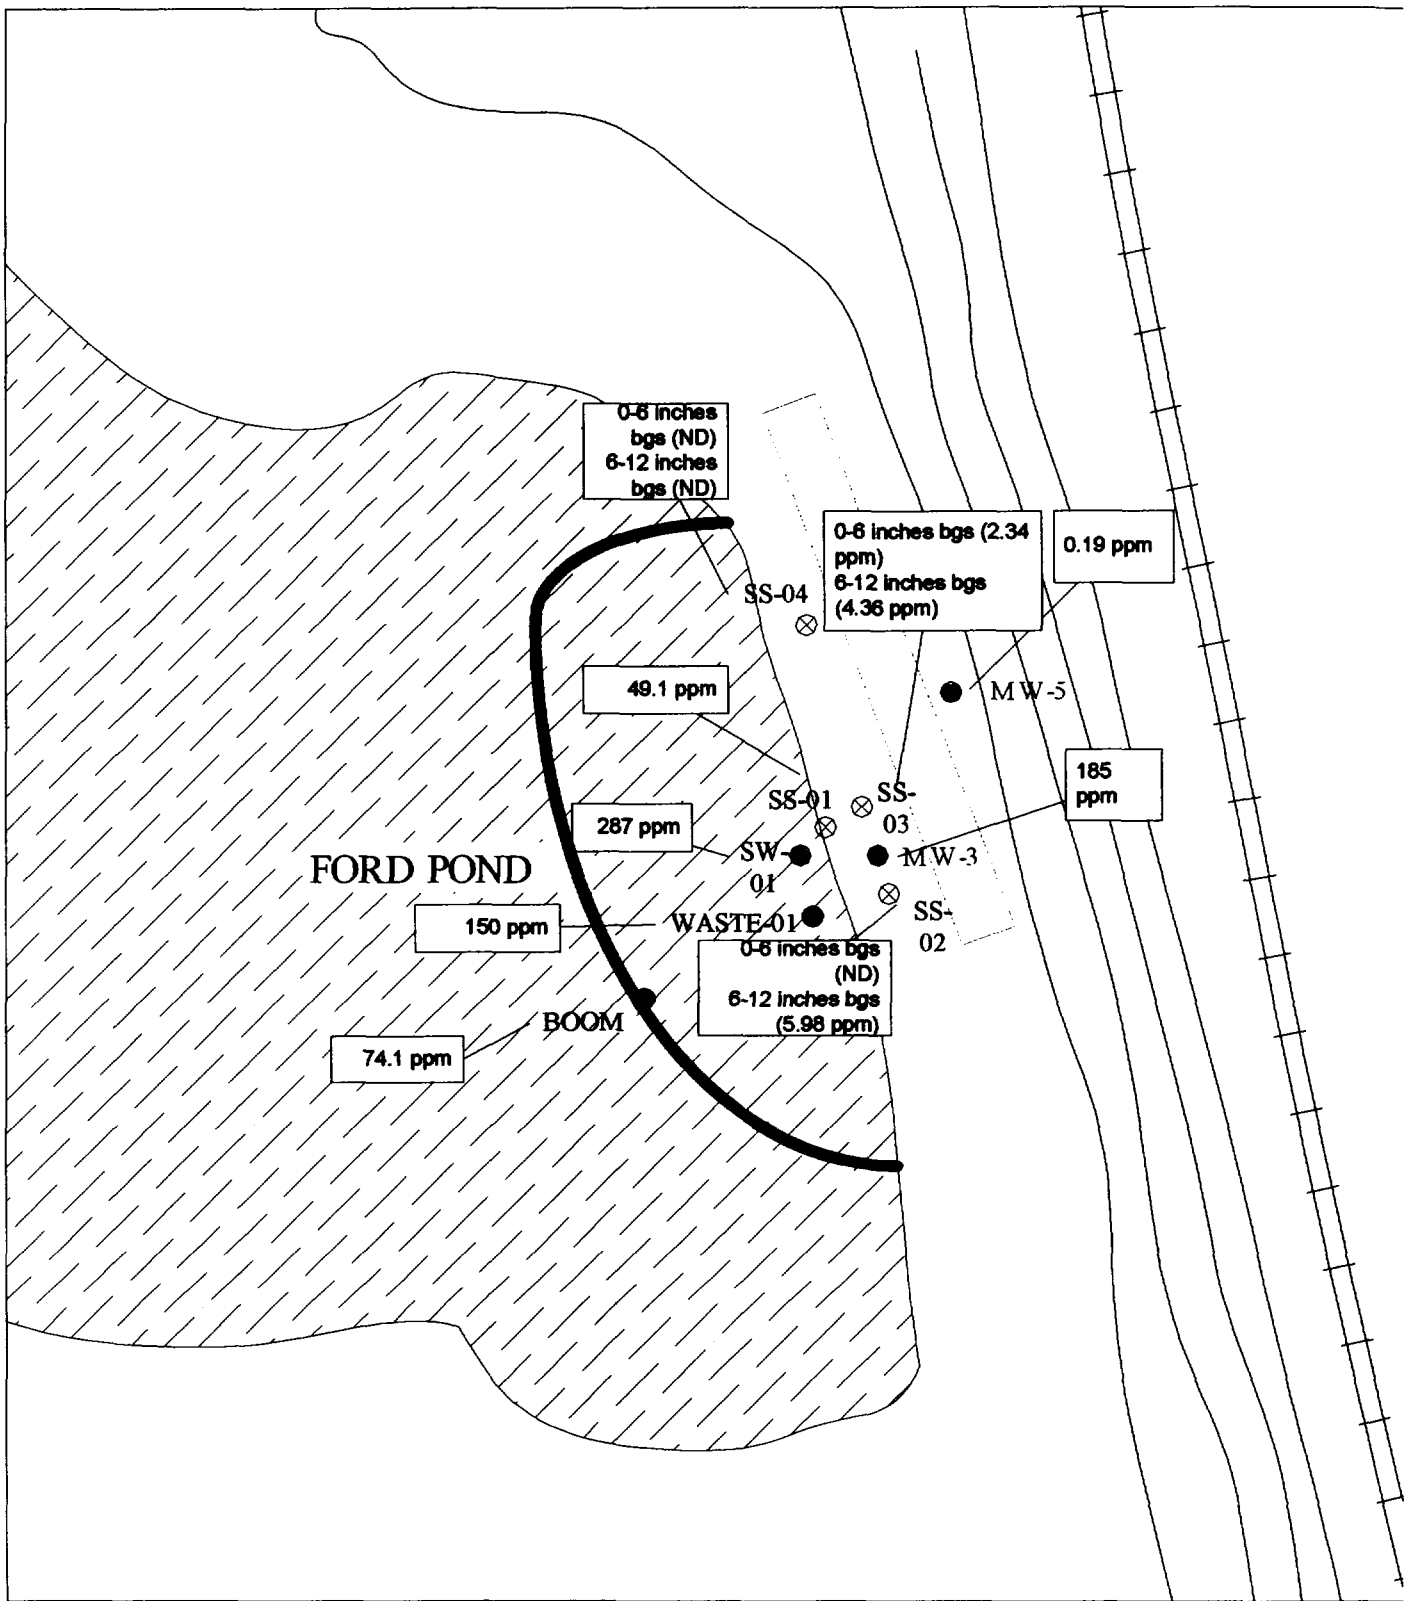 0-6 inches
bgs (ND)
6-12 inches
bgs (ND)
0-6 inches bgs (2.34
ppm)
6-12 inches bgs
(4.36 ppm)
0.19 ppm
SS-04
49.1 ppm
MW-5
185
ppm
SS-01
SS-
03
287 ppm
SW-
01
MW-3
FORD POND
150 ppm
WASTE-01
SS-
02
0-6 inches bgs
(ND)
6-12 inches bgs
(5.98 ppm)
BOOM
74.1 ppm